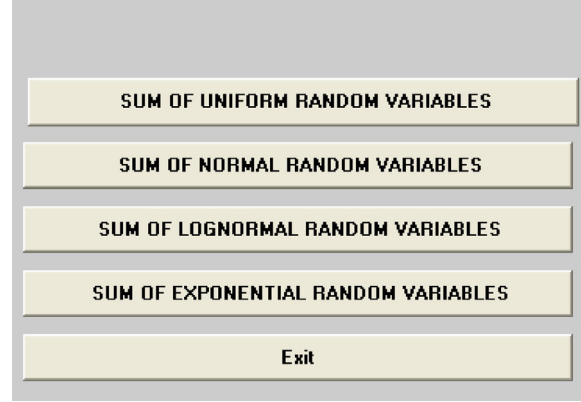 SUM OF UNIFORM RANDOM VARIABLES
SUM OF NORMAL RANDOM VARIABLES
SUM OF LOGNORMAL RANDOM VARIABLES
SUM OF EXPONENTIAL RANDOM VARIABLES
Exit